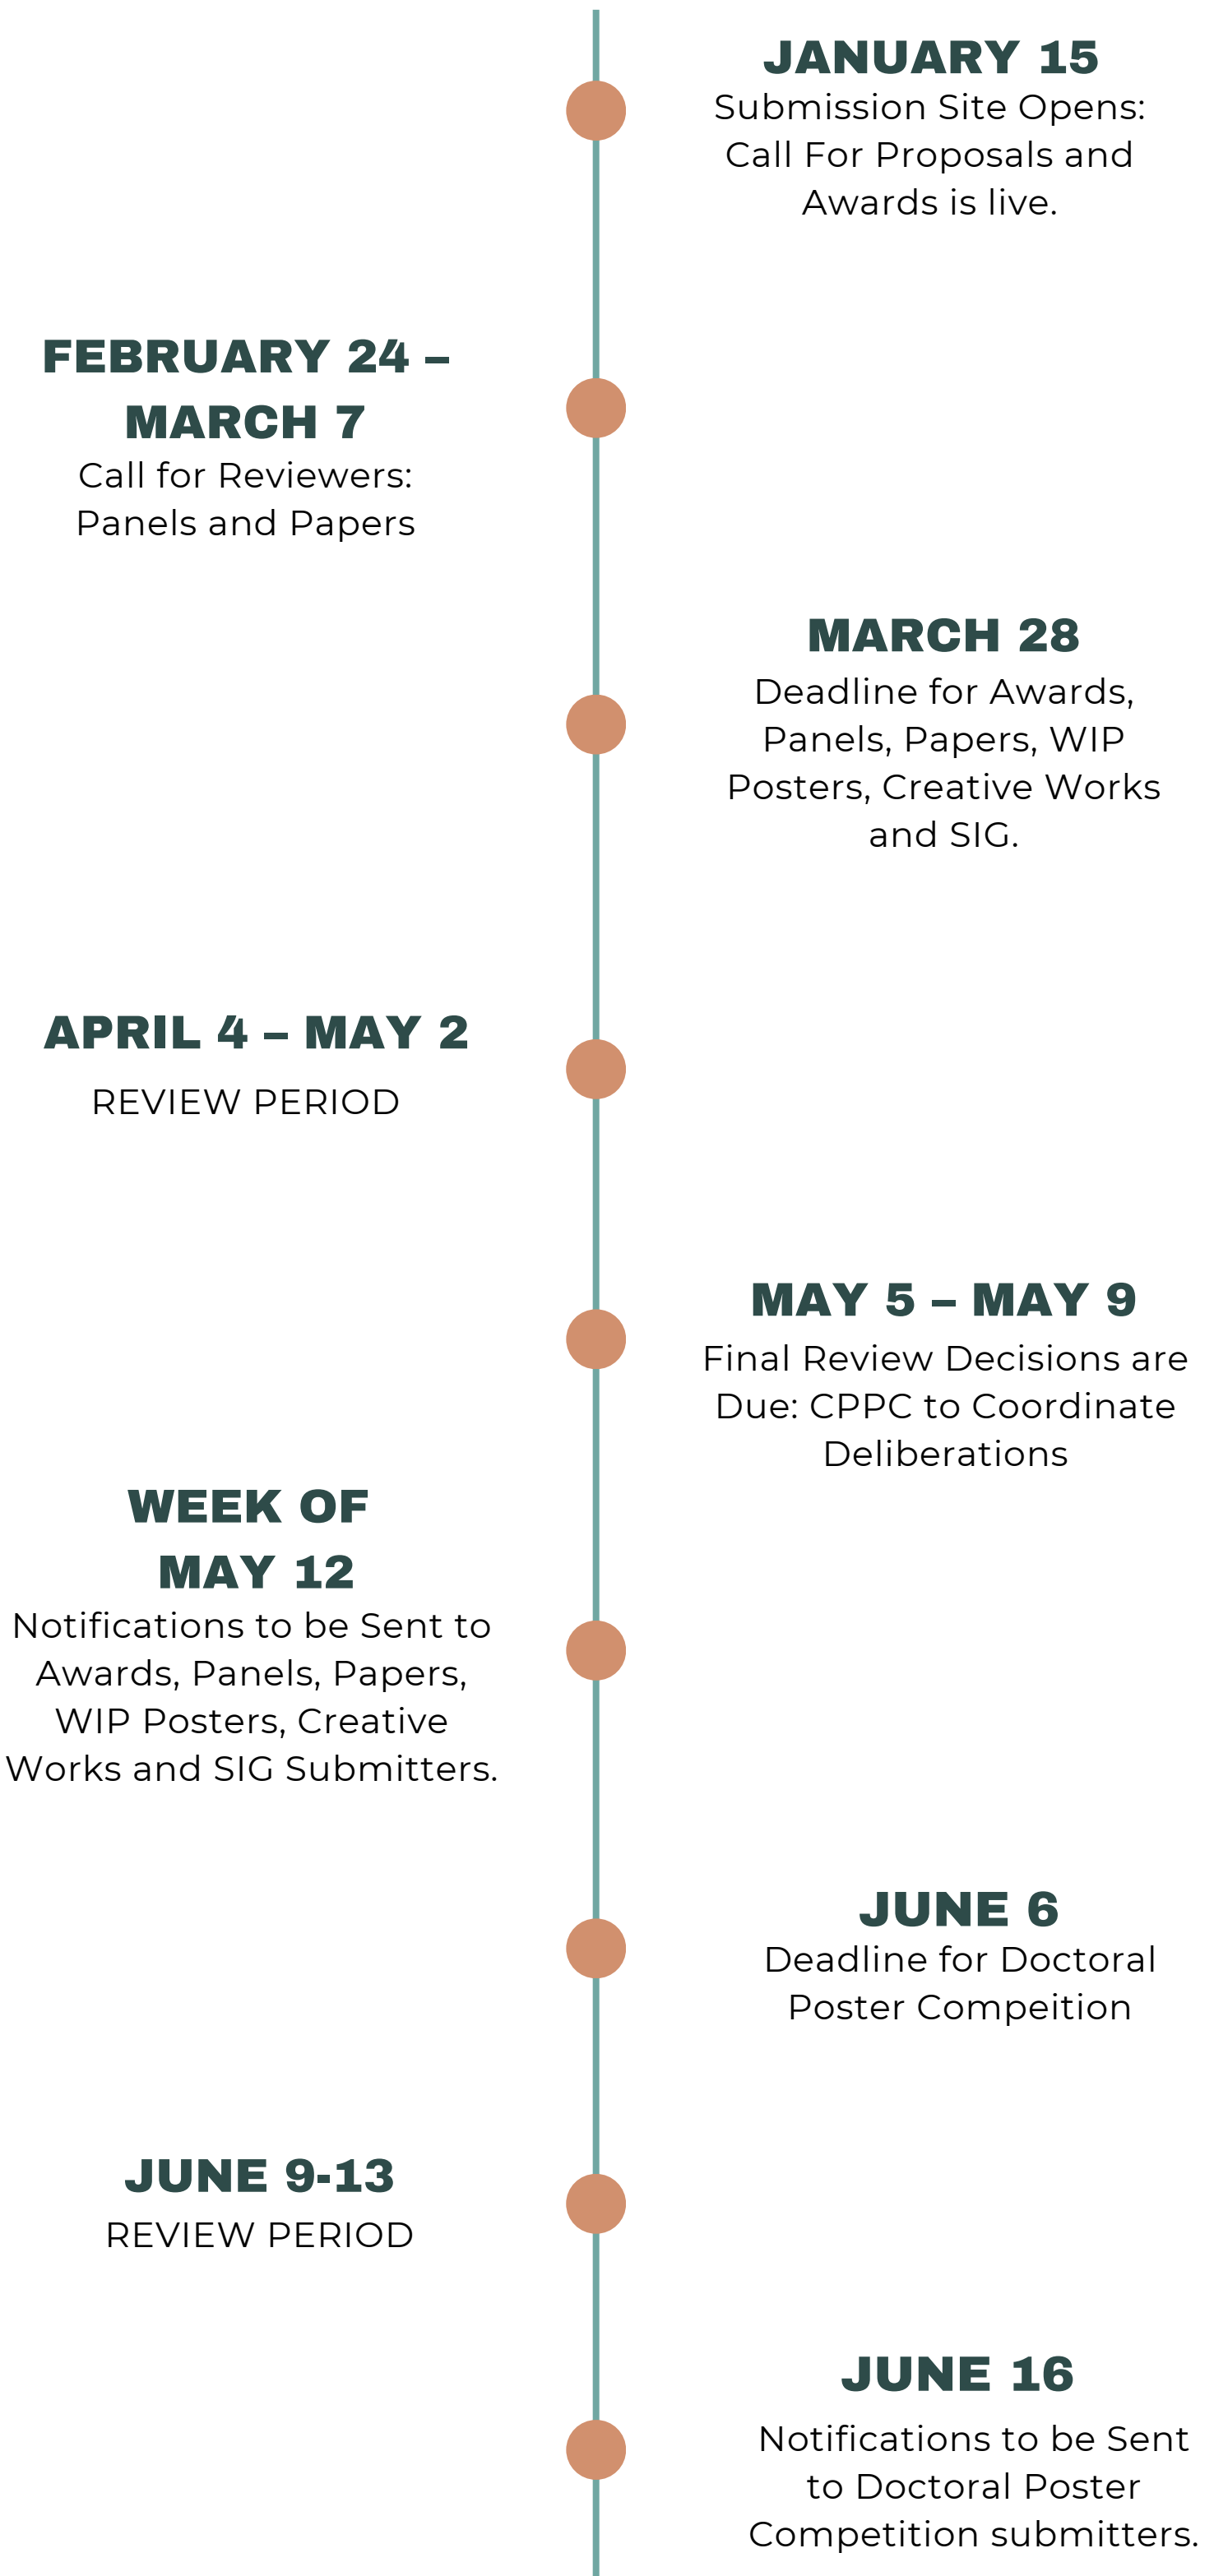 JANUARY 15
Submission Site Opens:
Call For Proposals and
Awards is live.
FEBRUARY 24 –
MARCH 7
Call for Reviewers:
Panels and Papers
MARCH 28
Deadline for Awards,
Panels, Papers, WIP
Posters, Creative Works
and SIG.
APRIL 4 – MAY 2
REVIEW PERIOD
MAY 5 – MAY 9
Final Review Decisions are
Due: CPPC to Coordinate
Deliberations
WEEK OF
MAY 12
Notifications to be Sent to
Awards, Panels, Papers,
WIP Posters, Creative
Works and SIG Submitters.
JUNE 6
Deadline for Doctoral
Poster Compeition
JUNE 9-13
REVIEW PERIOD
JUNE 16
Notifications to be Sent
to Doctoral Poster
Competition submitters.